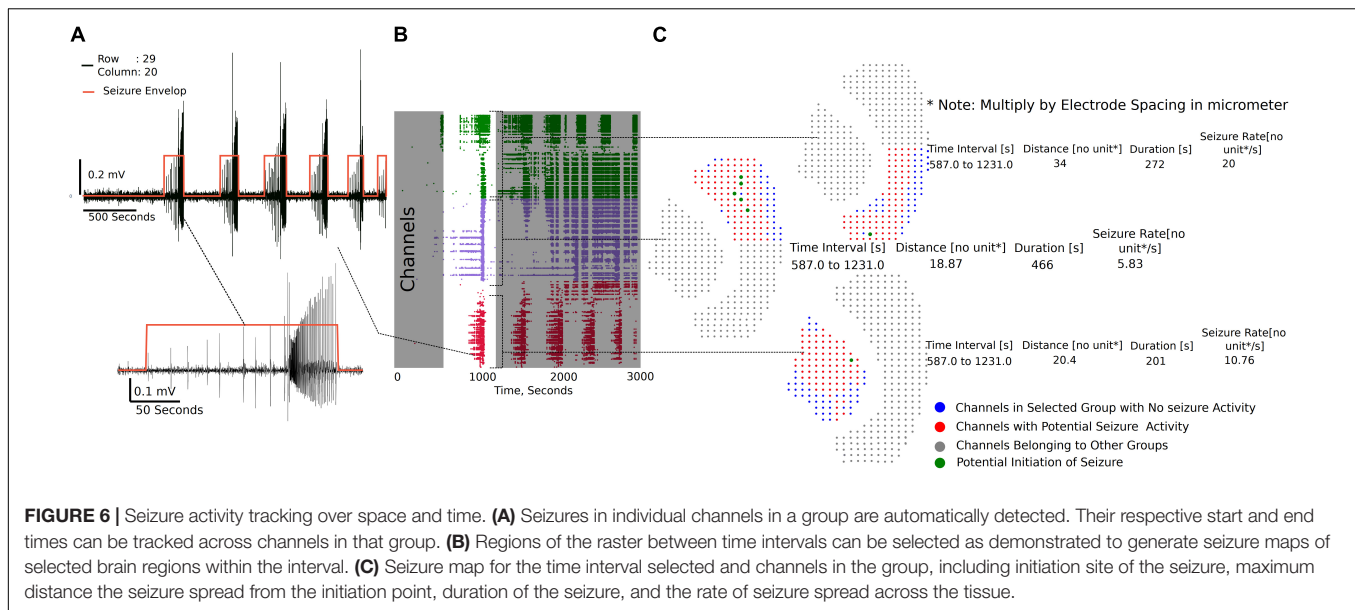 A
B
C
Row : 29
Column: 20
Seizure Envelop
0.2 mV
500 Seconds
0.1 mV
50 Seconds
Channels
0 1000 2000 3000
Time, Seconds
* Note: Multiply by Electrode Spacing in micrometer
Time Interval [s] Distance [no unit*] Duration [s] Seizure Rate[no unit*/s]
587.0 to 1231.0 34 272 20
Time Interval [s] Distance [no unit*] Duration [s] Seizure Rate[no unit*/s]
587.0 to 1231.0 18.87 466 5.83
Time Interval [s] Distance [no unit*] Duration [s] Seizure Rate[no unit*/s]
587.0 to 1231.0 20.4 201 10.76
Channels in Selected Group with No seizure Activity
Channels with Potential Seizure Activity
Channels Belonging to Other Groups
Potential Initiation of Seizure
FIGURE 6 | Seizure activity tracking over space and time. (A) Seizures in individual channels in a group are automatically detected. Their respective start and end
times can be tracked across channels in that group. (B) Regions of the raster between time intervals can be selected as demonstrated to generate seizure maps of
selected brain regions within the interval. (C) Seizure map for the time interval selected and channels in the group, including initiation site of the seizure, maximum
distance the seizure spread from the initiation point, duration of the seizure, and the rate of seizure spread across the tissue.